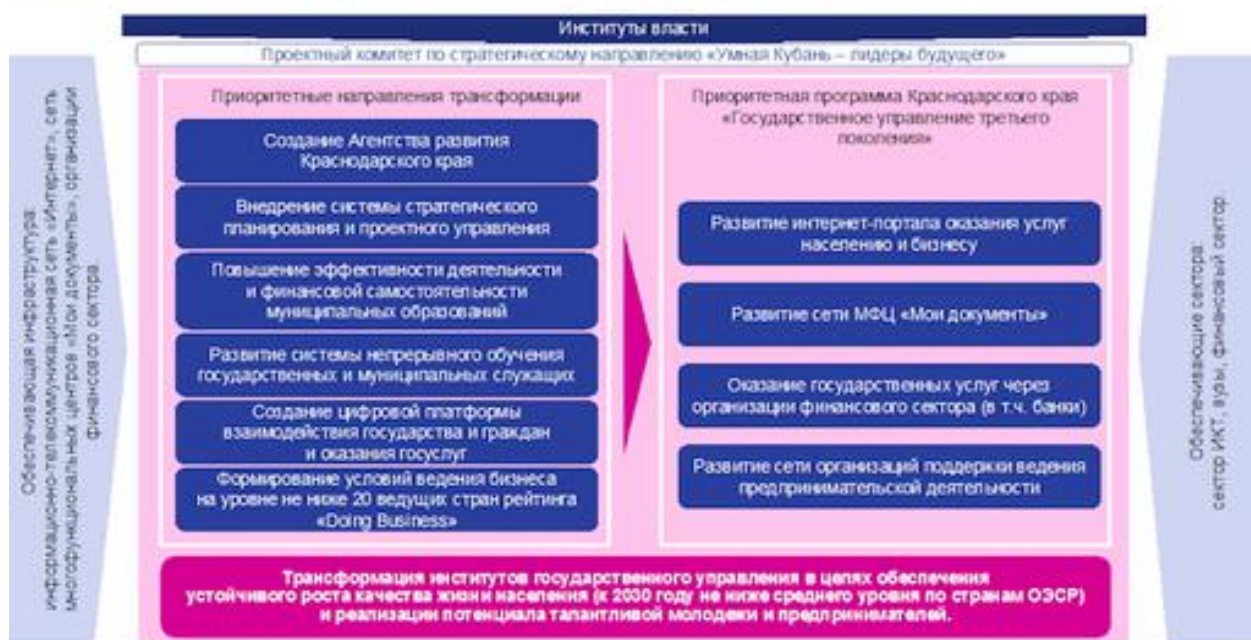 Институты власти
Проектный комитет по стратегическому направлению «Умная Кубань – лидеры будущего»
Обеспечивающая инфраструктура:
информационно-телекоммуникационная сеть «Интернет», сеть
многофункциональных центров «Мои документы», организации
финансового сектора.
Приоритетные направления трансформации
Создание Агентства развития
Краснодарского края
Внедрение системы стратегического
планирования и проектного управления
Повышение эффективности деятельности
и финансовой самостоятельности
муниципальных образований
Развитие системы непрерывного обучения
государственных и муниципальных служащих
Создание цифровой платформы
взаимодействия государства и граждан
и оказания госуслуг
Формирование условий ведения бизнеса
на уровне не ниже 20 ведущих стран рейтинга
«Doing Business»
Приоритетная программа Краснодарского края
«Государственное управление третьего
поколения»
Развитие интернет-портала оказания услуг
населению и бизнесу
Развитие сети МФЦ «Мои документы»
Оказание государственных услуг через
организации финансового сектора (в т.ч. банки)
Развитие сети организаций поддержки ведения
предпринимательской деятельности
Обеспечивающие сектора:
сектор ИКТ, вузы, финансовый сектор.
Трансформация институтов государственного управления в целях обеспечения
устойчивого роста качества жизни населения (к 2030 году не ниже среднего уровня по странам ОЭСР)
и реализации потенциала талантливой молодежи и предпринимателей.